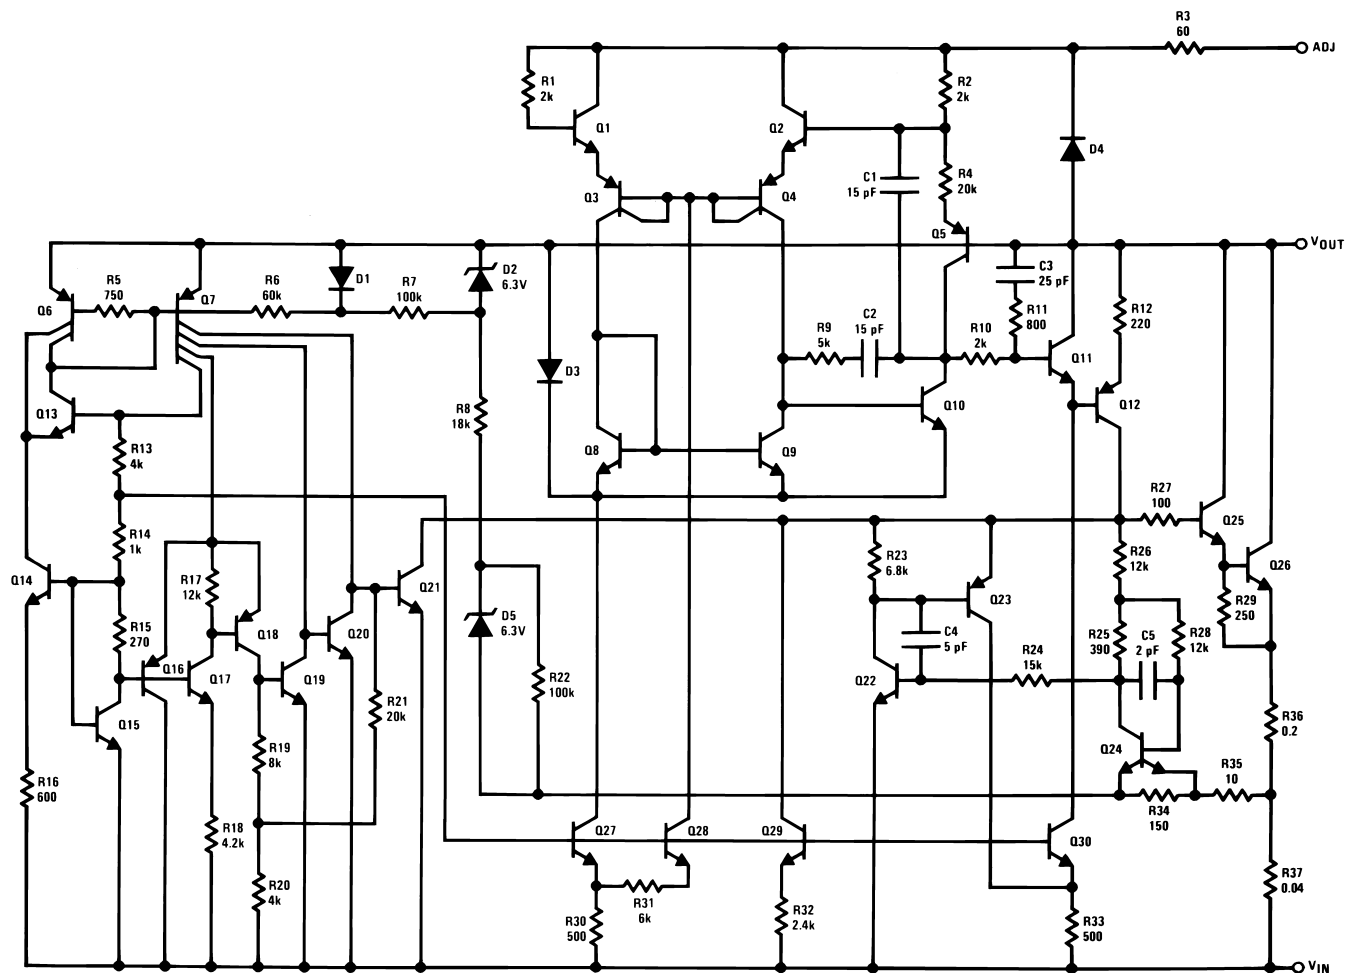 R3
60
ADJ
R1
2k
Q1
Q2
R2
2k
D4
C1
15 pF
R4
20k
Q3
Q4
Q5
VOUT
R5
750
Q6
Q7
R6
60k
D1
R7
100k
D2
6.3V
C3
25 pF
R11
800
R12
220
R9
5k
C2
15 pF
R10
2k
Q11
D3
Q12
Q13
R8
18k
Q10
R13
4k
Q8
Q9
R27
100
Q25
R14
1k
Q14
R17
12k
Q21
R23
6.8k
R26
12k
Q26
Q23
R29
250
D5
6.3V
R15
270
Q18
Q20
C4
5 pF
R25
390
C5
2 pF
R28
12k
R24
15k
Q16
Q17
Q19
R22
100k
Q22
R21
20k
Q15
R36
0.2
R19
8k
Q24
R35
10
R16
600
R34
150
R18
4.2k
Q27
Q28
Q29
Q30
R20
4k
R31
6k
R37
0.04
R30
500
R32
2.4k
R33
500
VIN